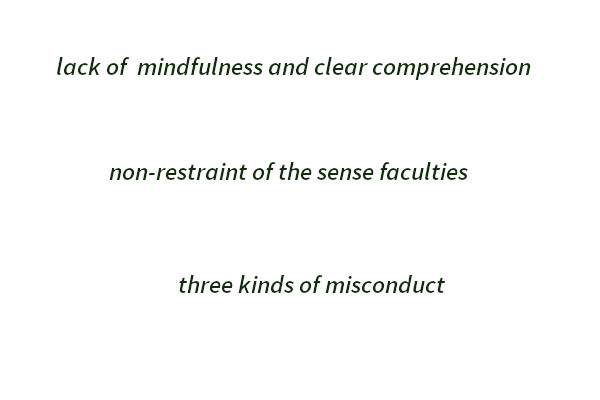 lack of  mindfulness and clear comprehension
non-restraint of the sense faculties
three kinds of misconduct